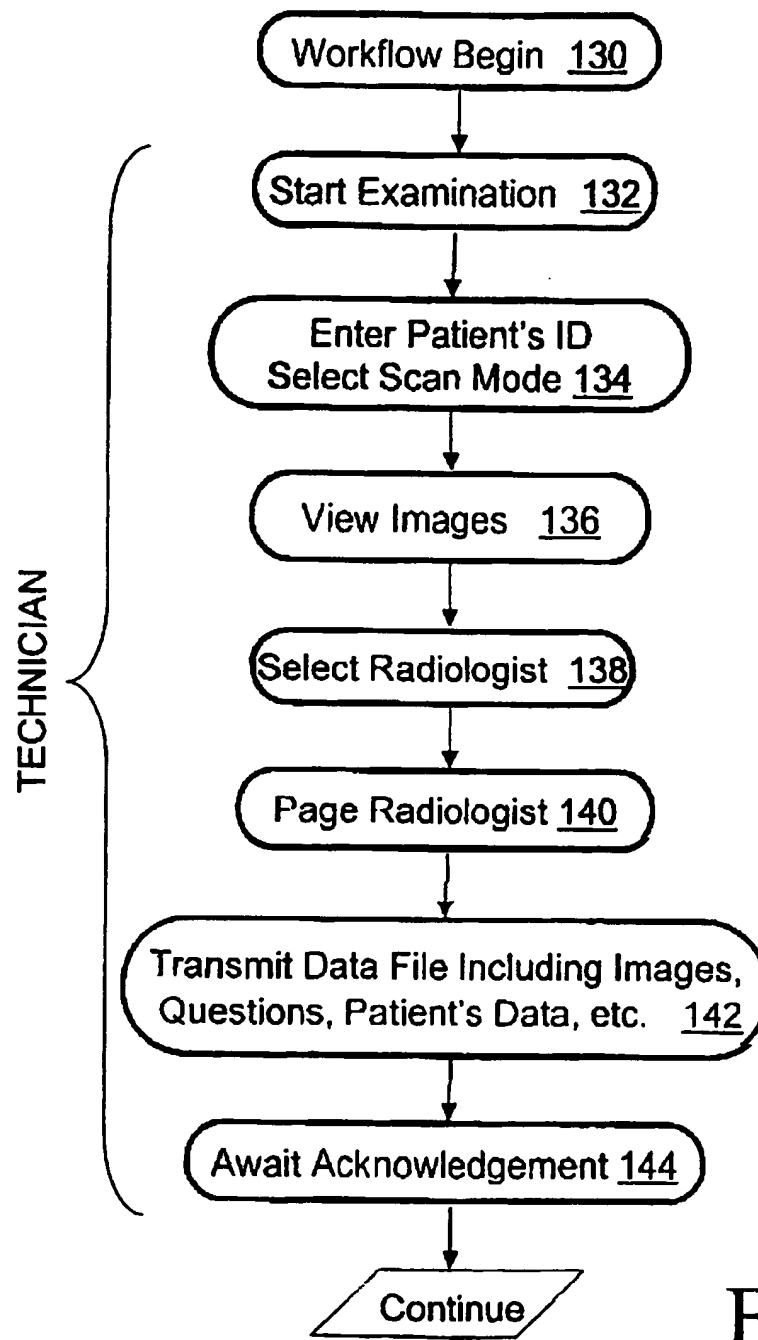 Workflow Begin 130
Start Examination 132
Enter Patient's ID
Select Scan Mode 134
View Images 136
Select Radiologist 138
TECHNICIAN
Page Radiologist 140
Transmit Data File Including Images,
Questions, Patient's Data, etc. 142
Await Acknowledgement 144
Continue